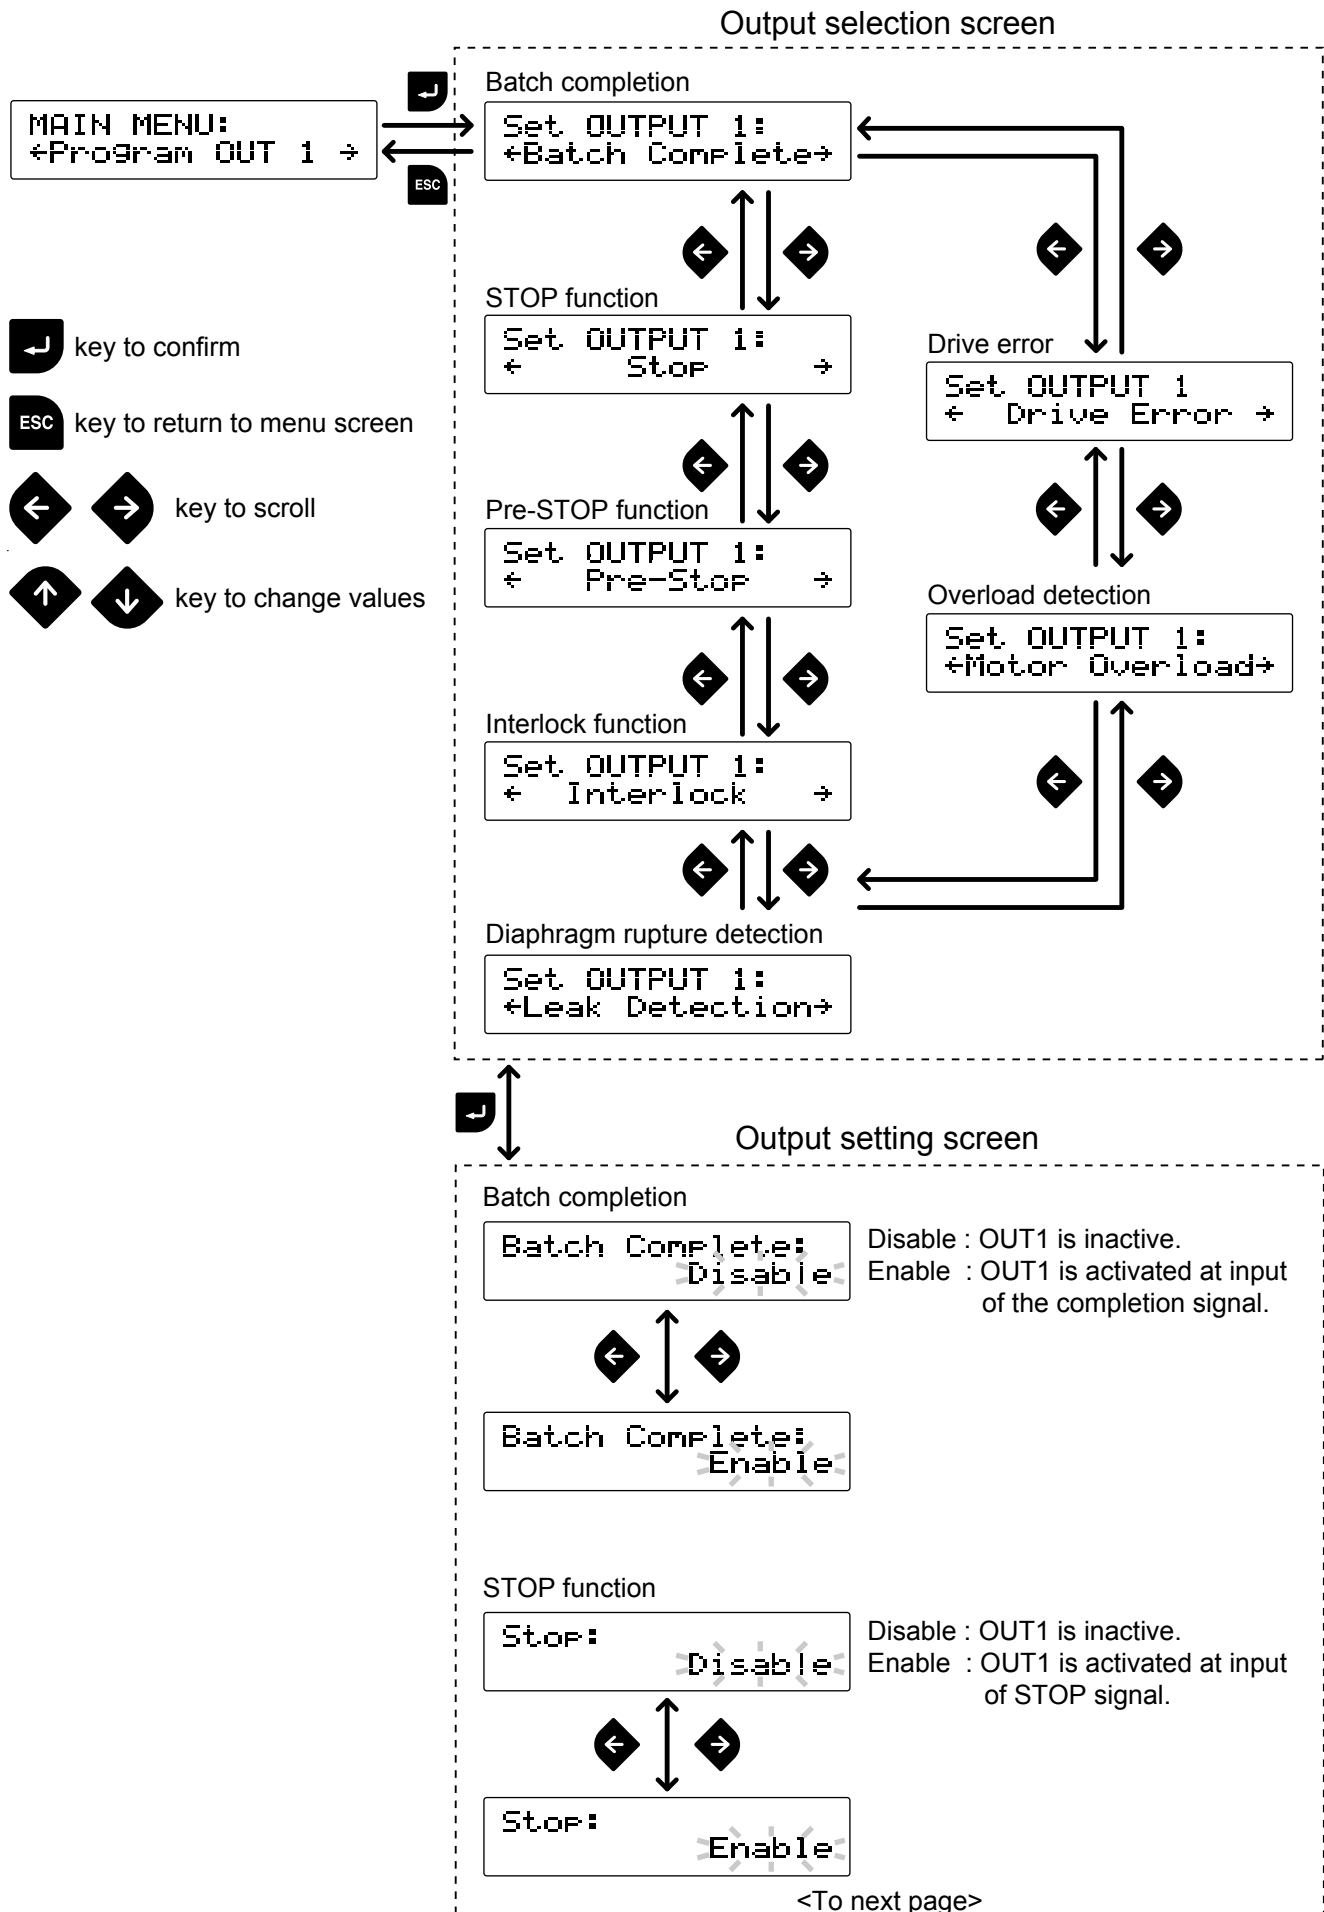 Output selection screen
Batch completion
MAIN MENU:
←Program OUT 1 →
ESC
Set OUTPUT 1:
←Batch Complete→
STOP function
Set OUTPUT 1:
← Stop →
key to confirm
ESC key to return to menu screen
key to scroll
key to change values
Drive error
Set OUTPUT 1
← Drive Error →
Pre-STOP function
Set OUTPUT 1:
← Pre-Stop →
Overload detection
Set OUTPUT 1:
←Motor Overload→
Interlock function
Set OUTPUT 1:
← Interlock →
Diaphragm rupture detection
Set OUTPUT 1:
←Leak Detection→
Output setting screen
Batch completion
Batch Complete:
Disable
Disable : OUT1 is inactive.
Enable : OUT1 is activated at input
of the completion signal.
Batch Complete:
Enable
STOP function
Stop:
Disable
Disable : OUT1 is inactive.
Enable : OUT1 is activated at input
of STOP signal.
Stop:
Enable
<To next page>